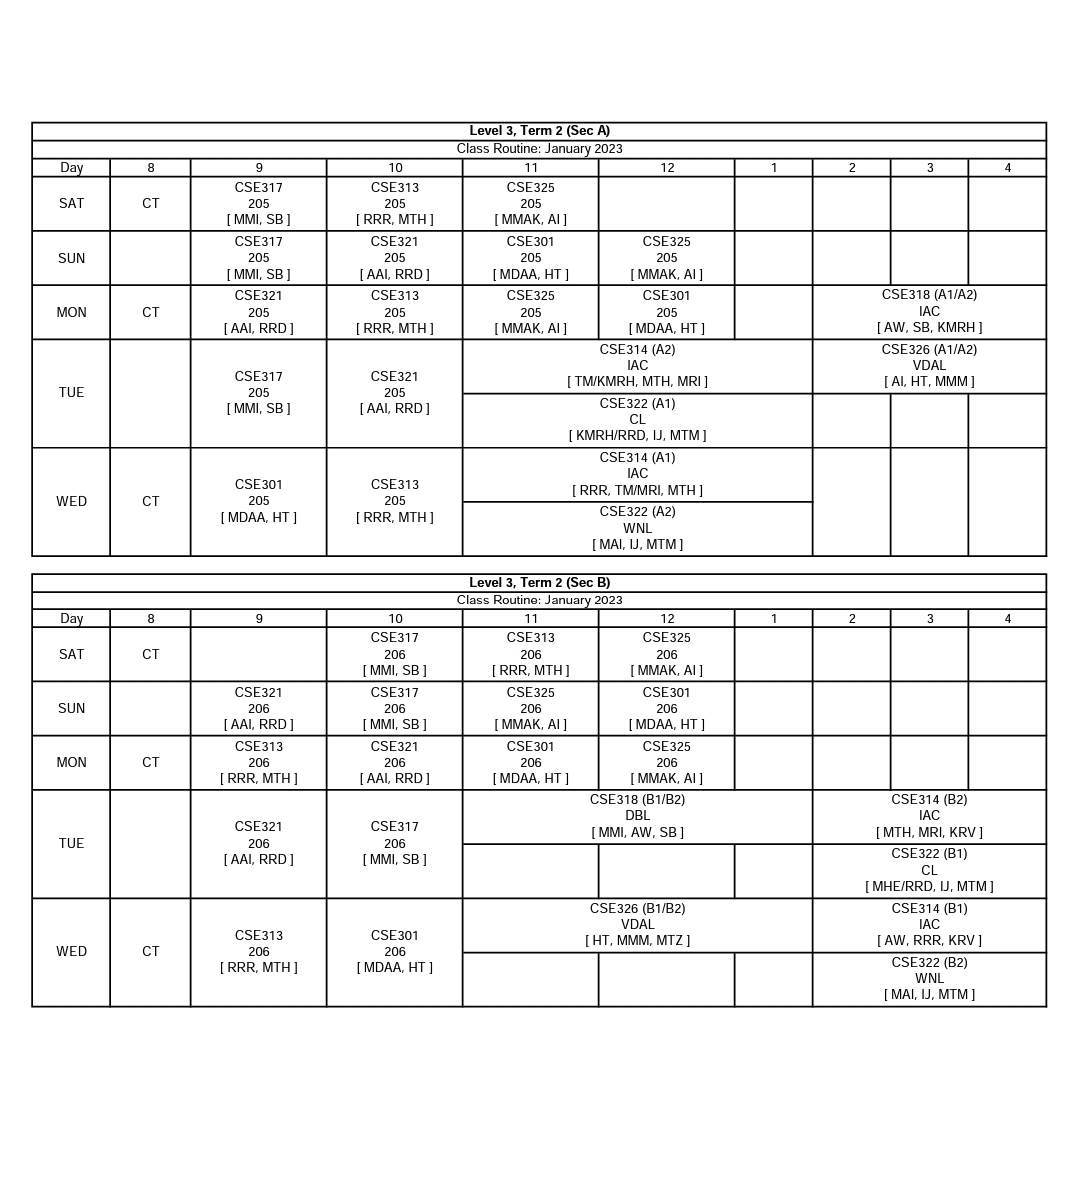 Level 3, Term 2 (Sec A)
Class Routine: January 2023
Day 8 9 10 11 12 1 2 3 4
SAT CT
CSE317 CSE313 CSE325
205 205 205
[ MMI, SB ] [ RRR, MTH ] [ MMAK, AI ]
SUN
CSE317 CSE321 CSE301 CSE325
205 205 205 205
[ MMI, SB ] [ AAI, RRD ] [ MDAA, HT ] [ MMAK, AI ]
MON CT
CSE321 CSE313 CSE325 CSE301 CSE318 (A1/A2)
205 205 205 205 IAC
[ AAI, RRD ] [ RRR, MTH ] [ MMAK, AI ] [ MDAA, HT ] [ AW, SB, KMRH ]
TUE
CSE317 CSE321
205 205
[ MMI, SB ] [ AAI, RRD ]
CSE314 (A2) CSE326 (A1/A2)
IAC VDAL
[ TM/KMRH, MTH, MRI ] [ AI, HT, MMM ]
CSE322 (A1)
CL
[ KMRH/RRD, IJ, MTM ]
WED CT
CSE301 CSE313
205 205
[ MDAA, HT ] [ RRR, MTH ]
CSE314 (A1)
IAC
[ RRR, TM/MRI, MTH ]
CSE322 (A2)
WNL
[ MAI, IJ, MTM ]
Level 3, Term 2 (Sec B)
Class Routine: January 2023
Day 8 9 10 11 12 1 2 3 4
SAT CT
CSE317 CSE313 CSE325
206 206 206
[ MMI, SB ] [ RRR, MTH ] [ MMAK, AI ]
SUN
CSE321 CSE317 CSE325 CSE301
206 206 206 206
[ AAI, RRD ] [ MMI, SB ] [ MMAK, AI ] [ MDAA, HT ]
MON CT
CSE313 CSE321 CSE301 CSE325
206 206 206 206
[ RRR, MTH ] [ AAI, RRD ] [ MDAA, HT ] [ MMAK, AI ]
TUE
CSE321 CSE317
206 206
[ AAI, RRD ] [ MMI, SB ]
CSE318 (B1/B2) CSE314 (B2)
DBL IAC
[ MMI, AW, SB ] [ MTH, MRI, KRV ]
CSE322 (B1)
CL
[ MHE/RRD, IJ, MTM ]
WED CT
CSE313 CSE301
206 206
[ RRR, MTH ] [ MDAA, HT ]
CSE326 (B1/B2) CSE314 (B1)
VDAL IAC
[ HT, MMM, MTZ ] [ AW, RRR, KRV ]
CSE322 (B2)
WNL
[ MAI, IJ, MTM ]